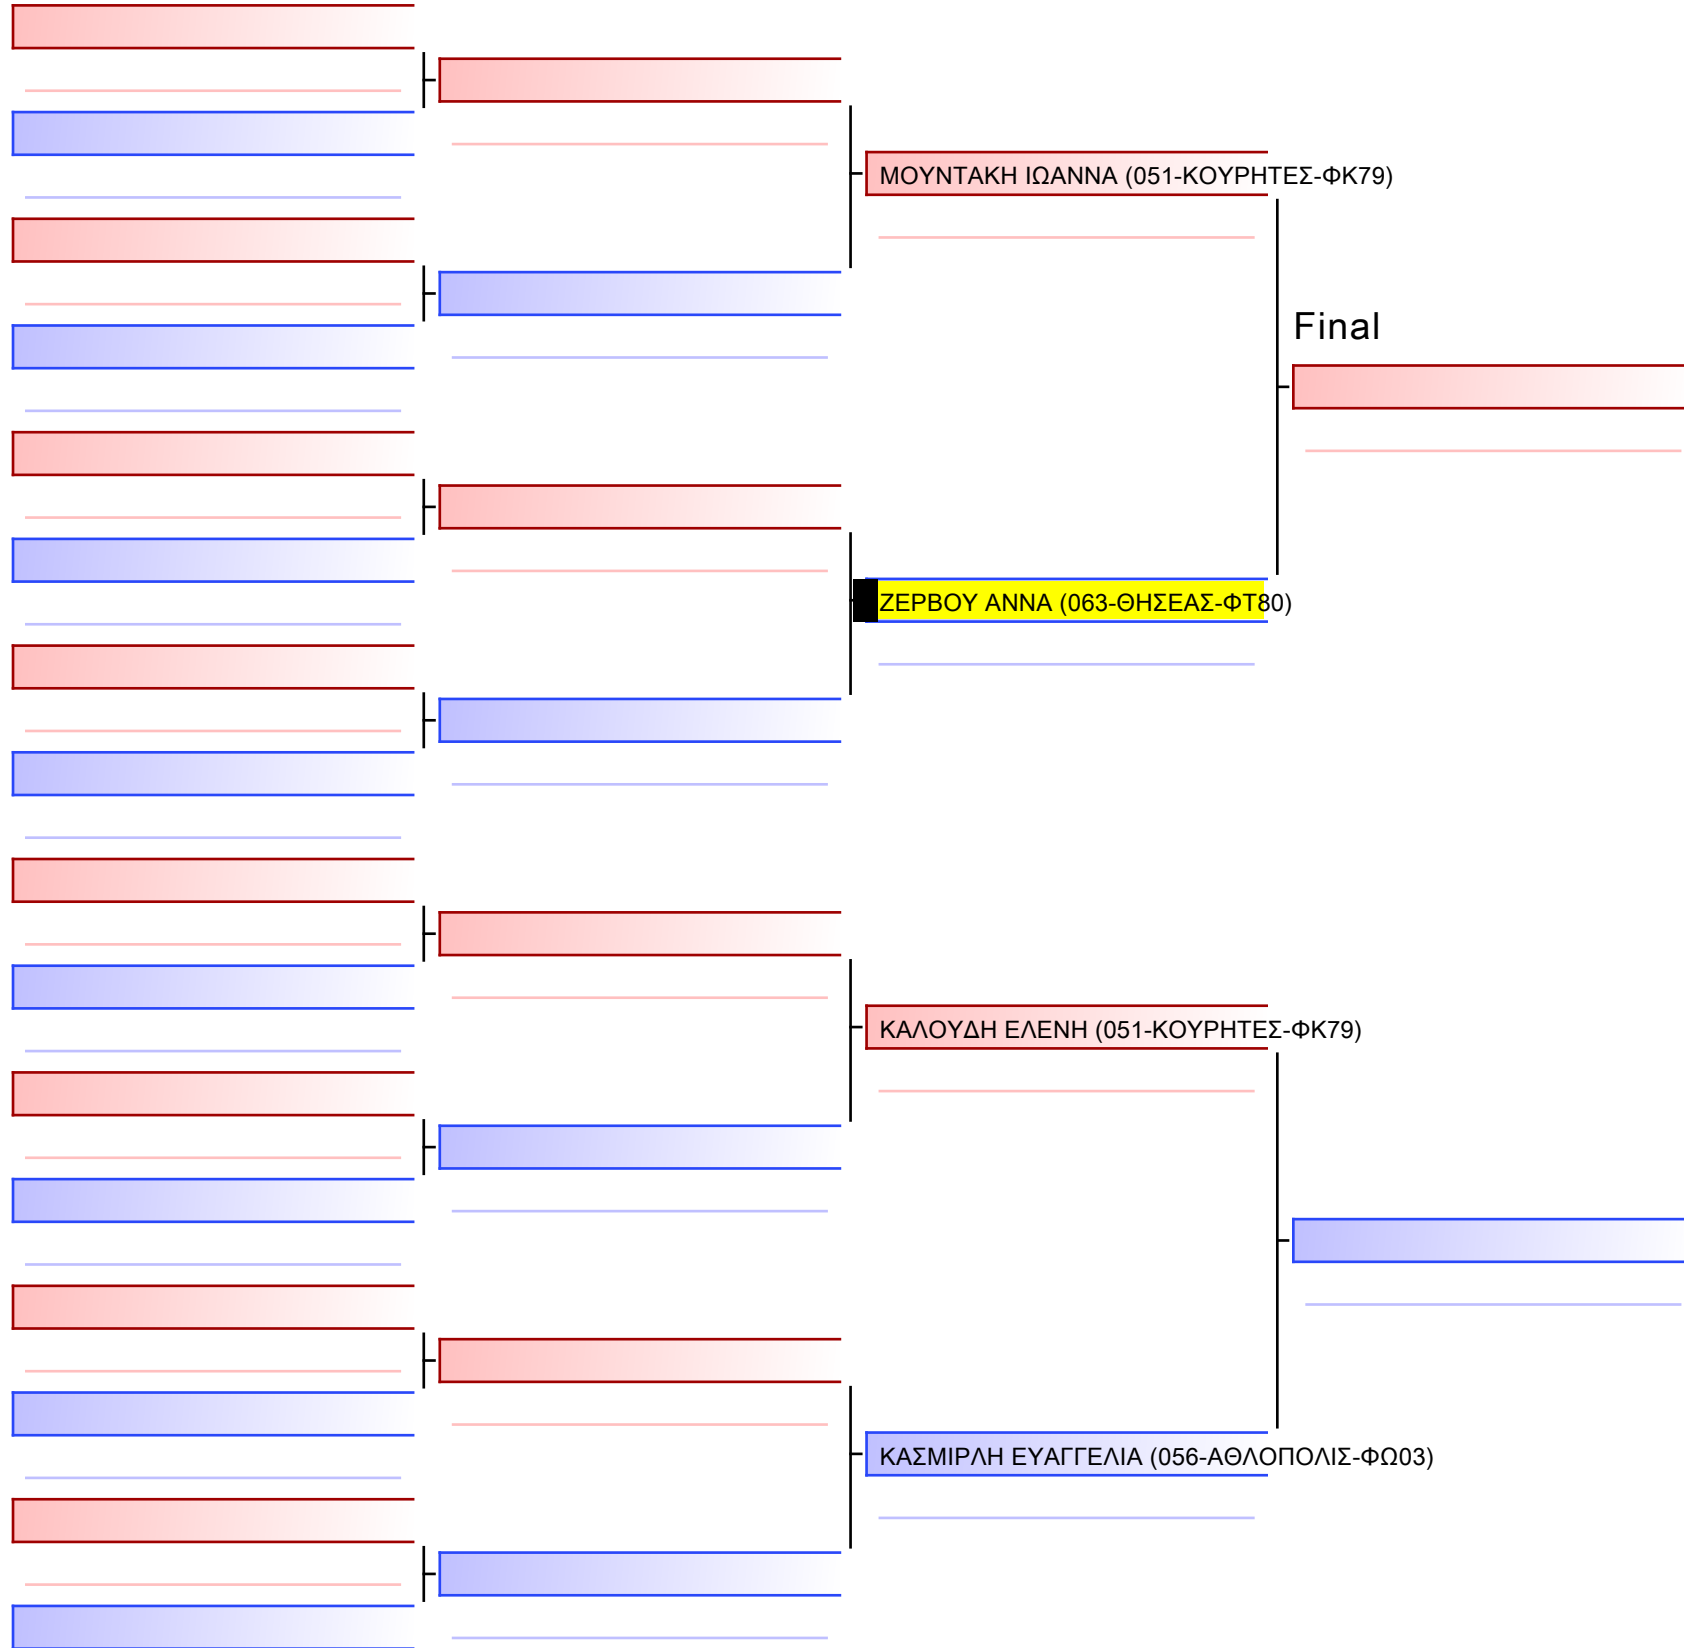 ΜΟΥΝΤΑΚΗ ΙΩΑΝΝΑ (051-ΚΟΥΡΗΤΕΣ-ΦΚ79)
Final
ΖΕΡΒΟΥ ΑΝΝΑ (063-ΘΗΣΕΑΣ-ΦΤ80)
ΚΑΛΟΥΔΗ ΕΛΕΝΗ (051-ΚΟΥΡΗΤΕΣ-ΦΚ79)
ΚΑΣΜΙΡΛΗ ΕΥΑΓΓΕΛΙΑ (056-ΑΘΛΟΠΟΛΙΣ-ΦΩ03)